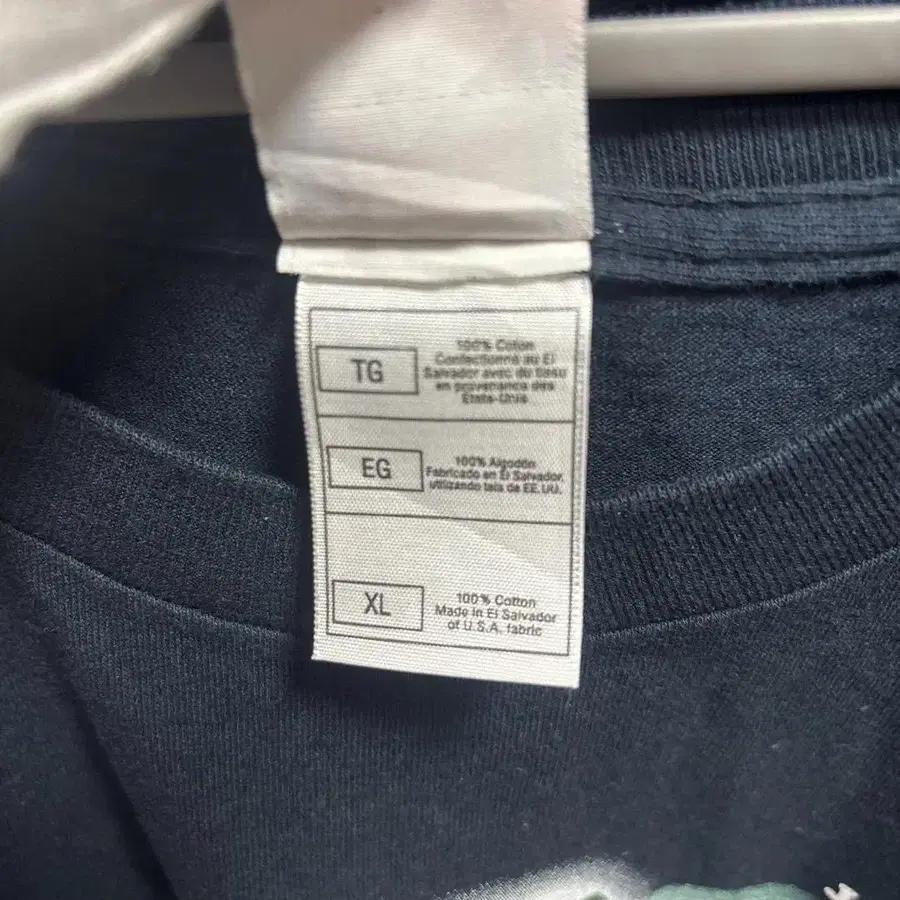 TG
100% Coton
Confectionné au El
Salvador avec du tissu
en provenance des
États-Unis
EG
100% Algodón
Fabricado en El Salvador,
utilizando tela de EE.UU.
XL
100% Cotton
Made in El Salvador
of U.S.A. fabric